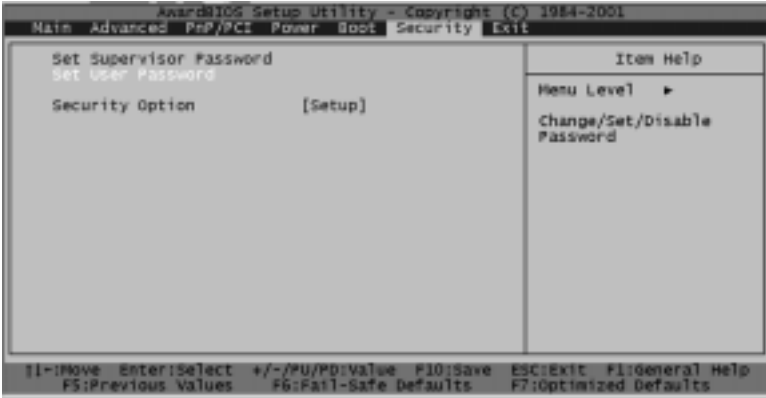 AwardBIOS Setup Utility - Copyright (C) 1984-2001
Main Advanced PnP/PCI Power Boot Security Exit
Set Supervisor Password
Set User Password
Security Option [Setup]
Item Help
Menu Level ►
Change/Set/Disable
Password
:Move Enter:Select +/-/PU/PD:Value F10:Save ESC:Exit F1:General Help
F5:Previous Values F6:Fail-Safe Defaults F7:Optimized Defaults